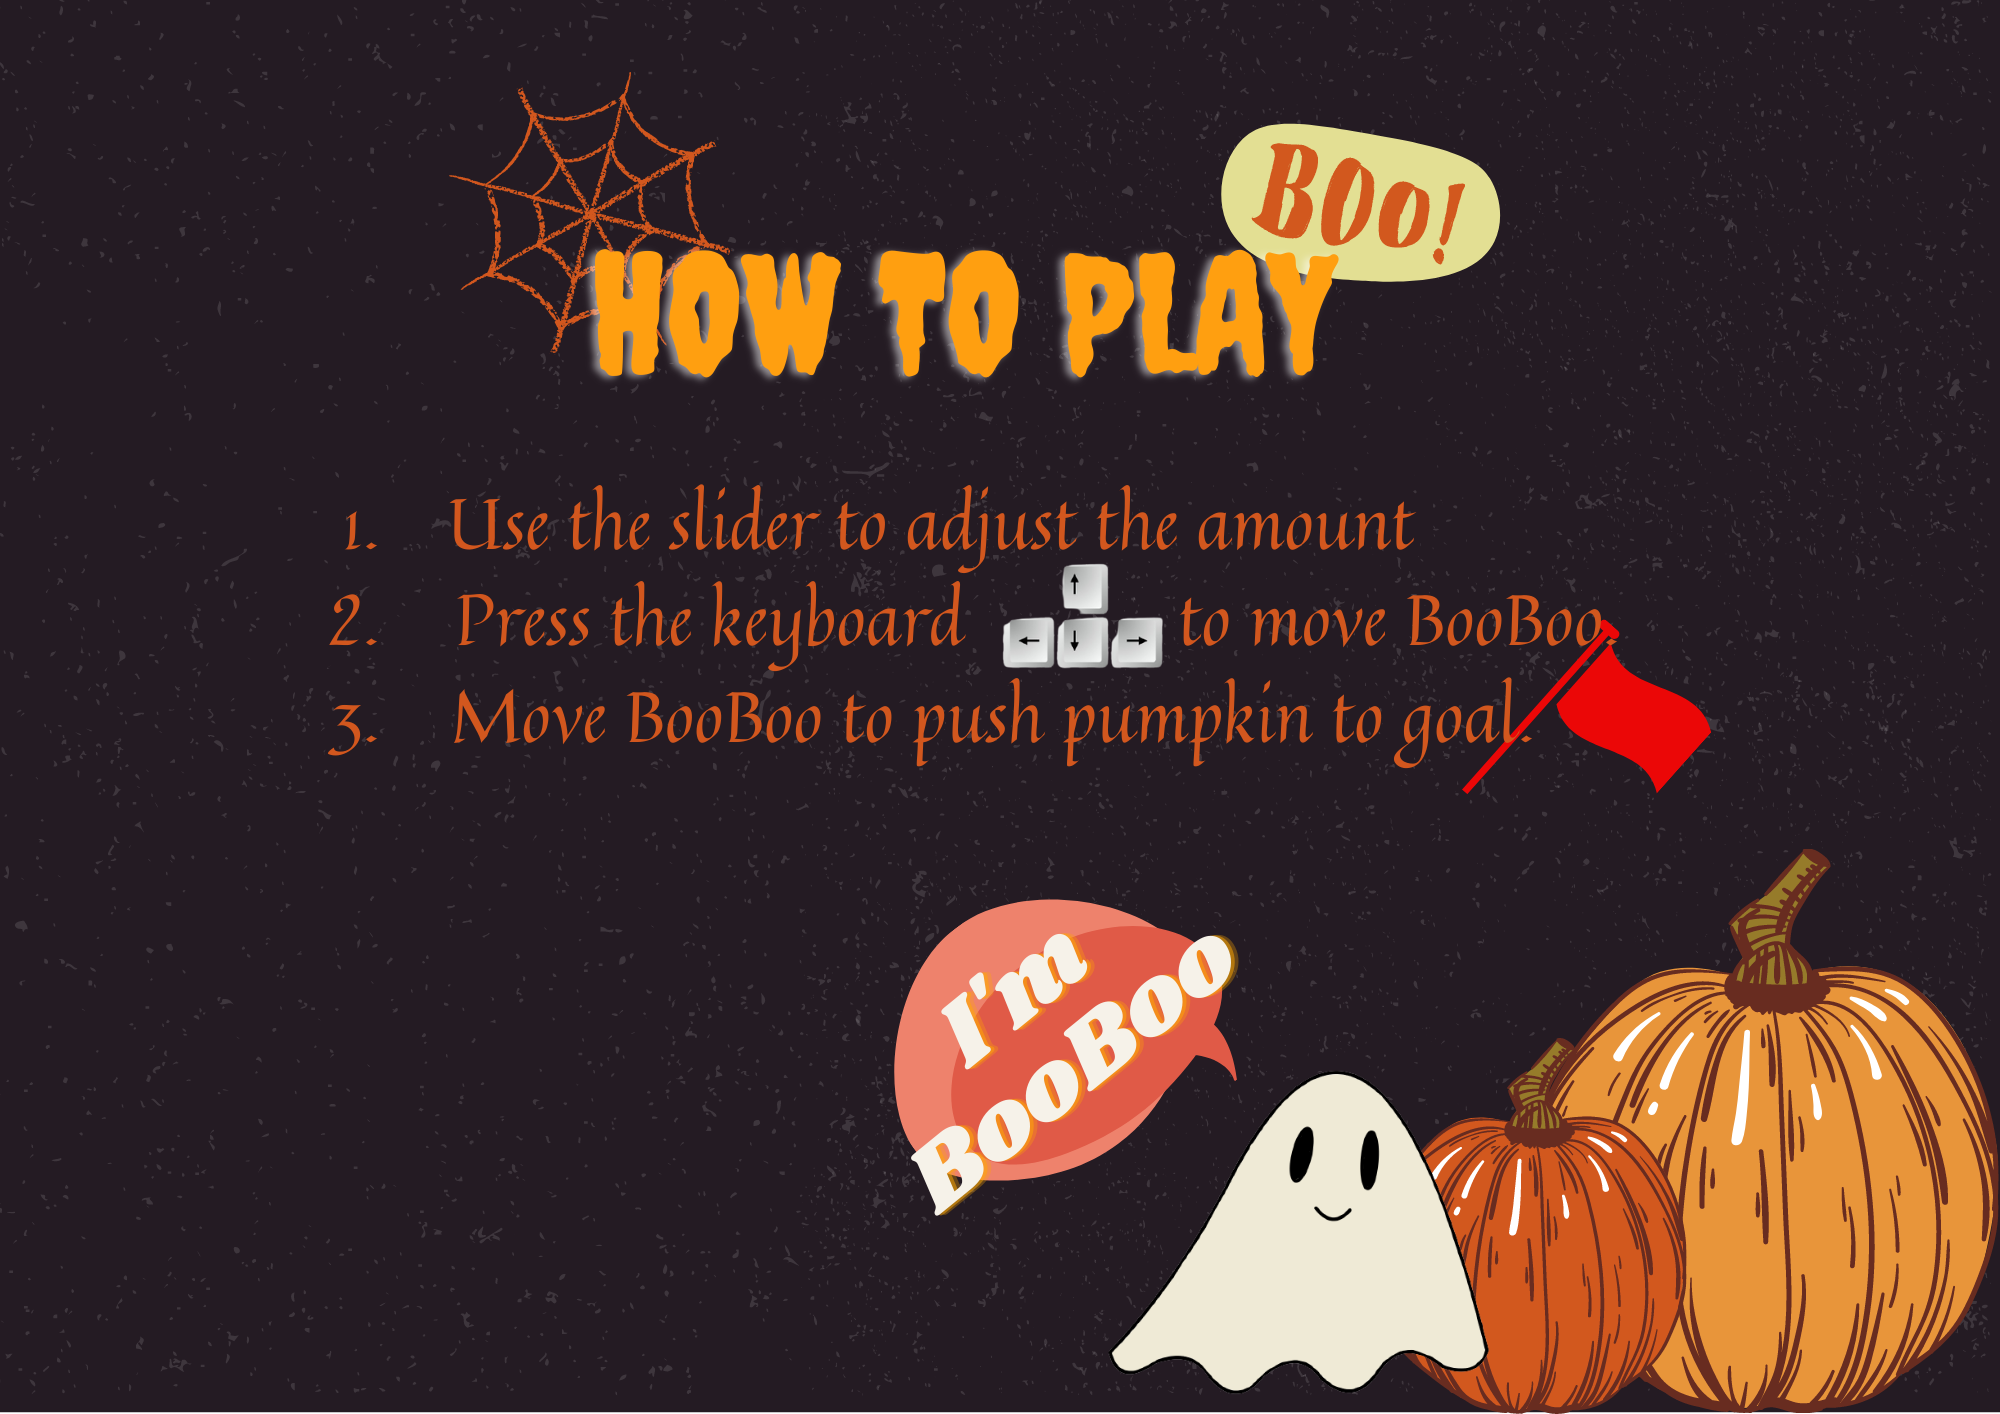 BOo!
HOW TO PLAY
1. Use the slider to adjust the amount
2. Press the keyboard ↑ ← ↓ → to move BooBoo.
3. Move BooBoo to push pumpkin to goal.
I'm
BooBoo